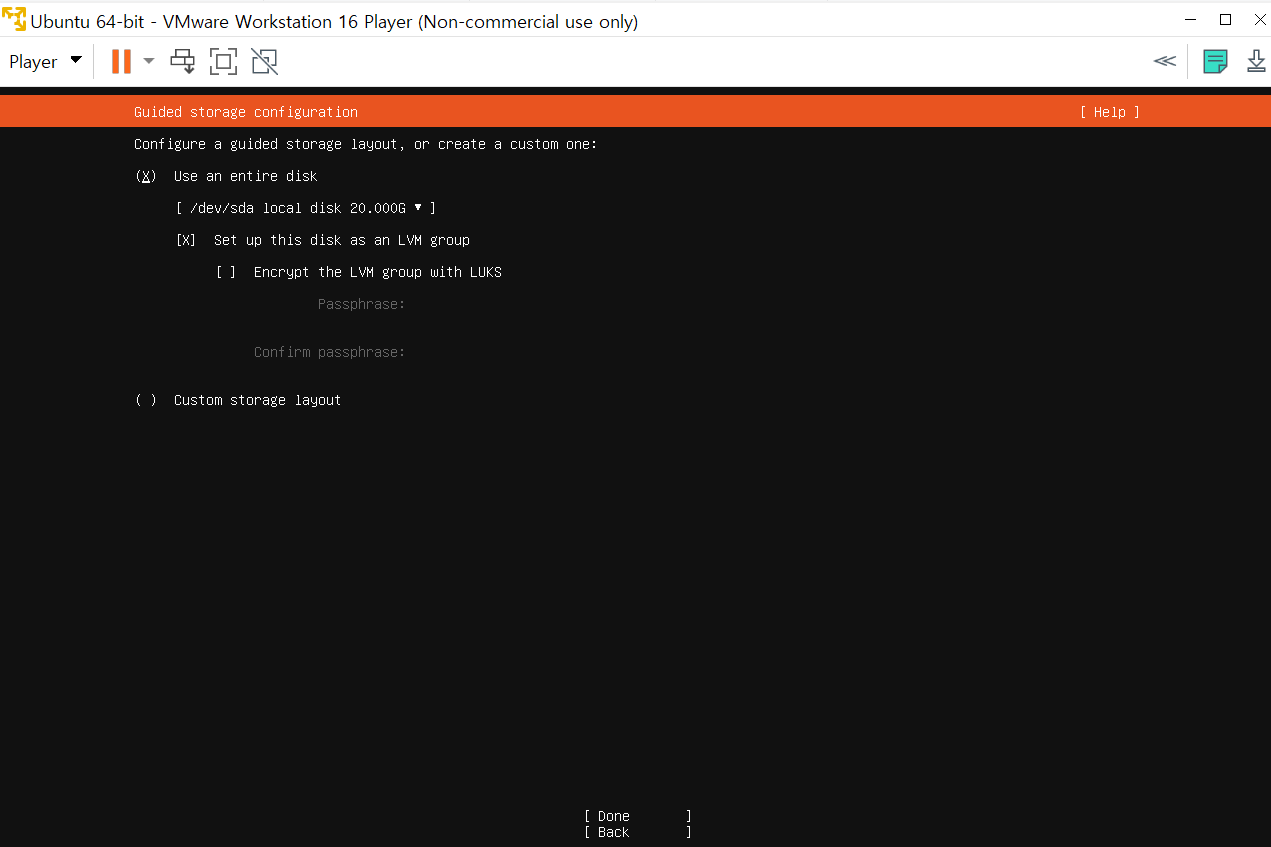 Ubuntu 64-bit - VMware Workstation 16 Player (Non-commercial use only)
Player
Guided storage configuration [ Help ]
Configure a guided storage layout, or create a custom one:
(X) Use an entire disk
[ /dev/sda local disk 20.000G ▾ ]
[X] Set up this disk as an LVM group
[ ] Encrypt the LVM group with LUKS
Passphrase:
Confirm passphrase:
( ) Custom storage layout
[ Done ]
[ Back ]